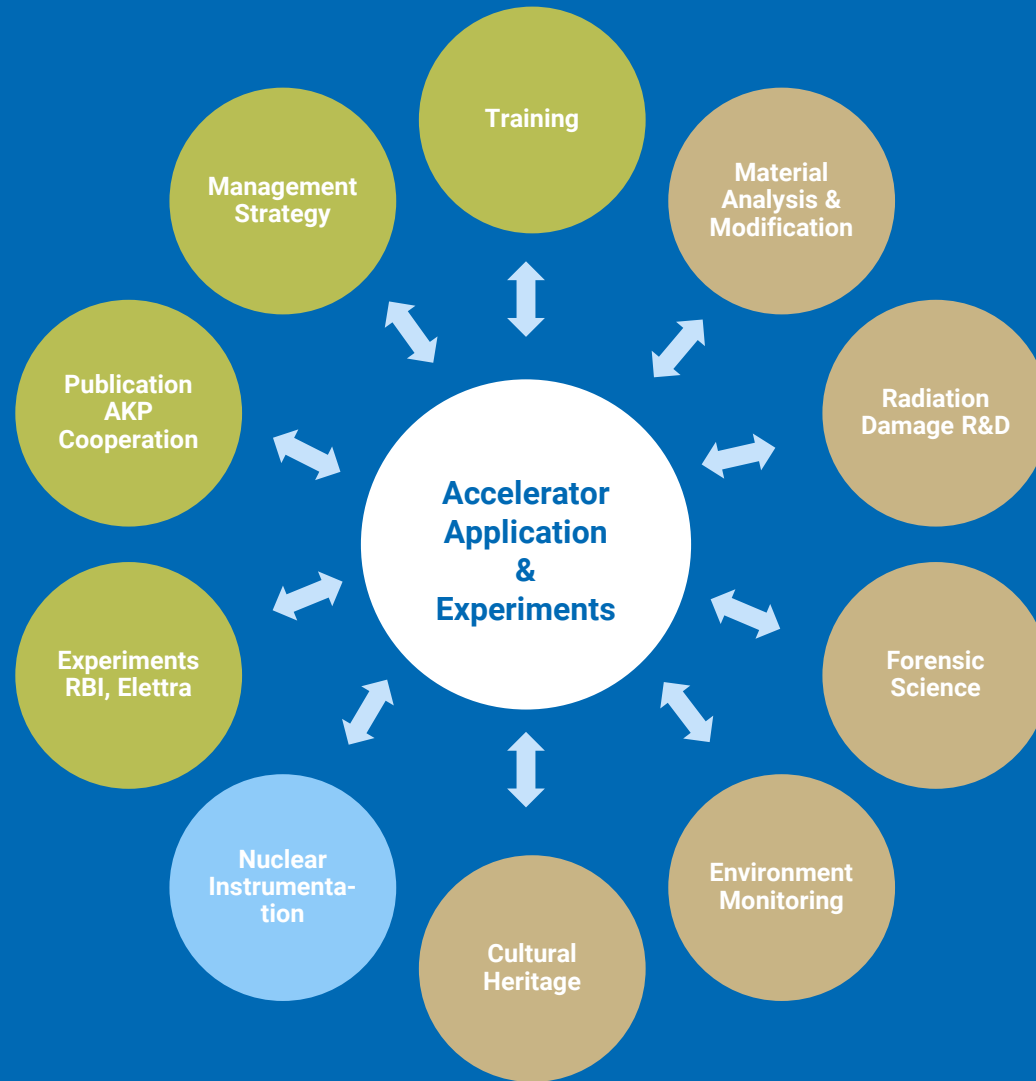 Training
Management
Strategy
Material
Analysis &
Modification
Publication
AKP
Cooperation
Radiation
Damage R&D
Accelerator
Application
&
Experiments
Experiments
RBI, Elettra
Forensic
Science
Nuclear
Instrumenta-
tion
Environment
Monitoring
Cultural
Heritage